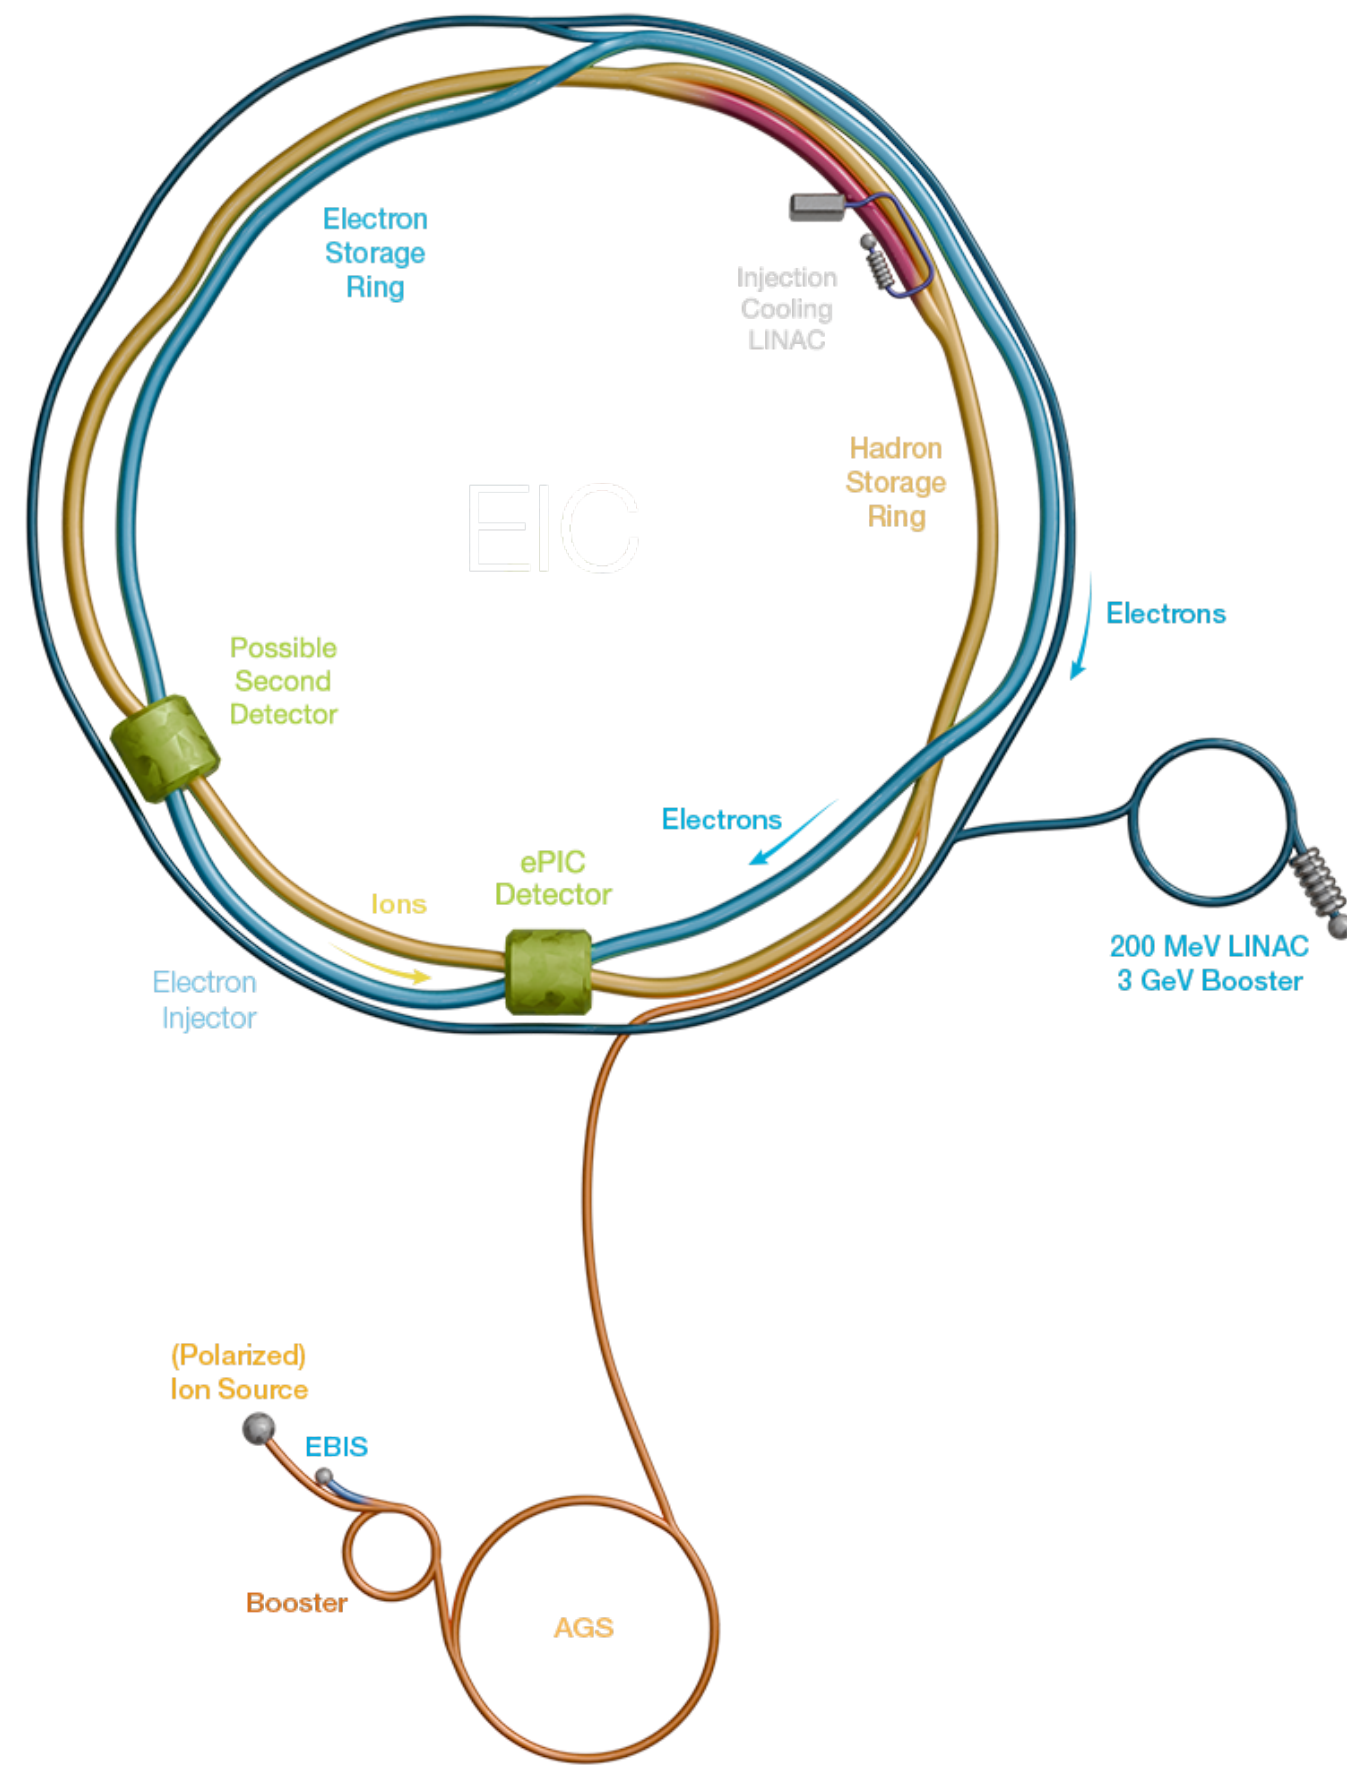 Electron
Storage
Ring
Injection
Cooling
LINAC
Hadron
Storage
Ring
EIC
Electrons
Possible
Second
Detector
Electrons
ePIC
Detector
Ions
200 MeV LINAC
3 GeV Booster
Electron
Injector
(Polarized)
Ion Source
EBIS
Booster
AGS